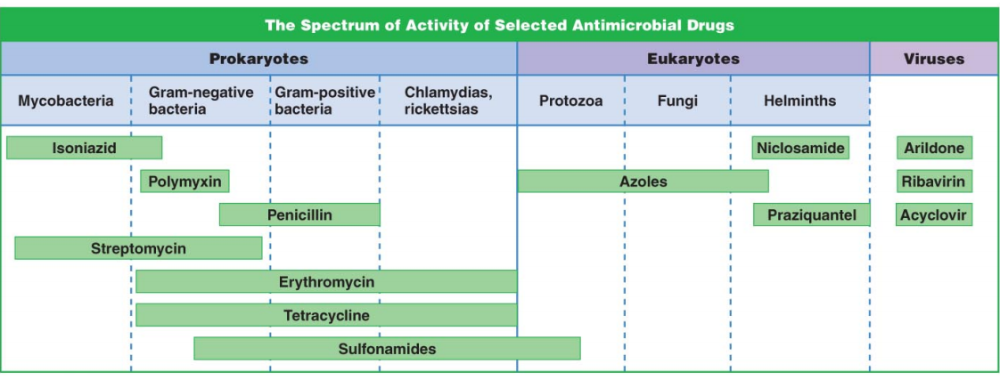 The Spectrum of Activity of Selected Antimicrobial Drugs
Prokaryotes
Eukaryotes
Viruses
Mycobacteria
Gram-negative
bacteria
Gram-positive
bacteria
Chlamydias,
rickettsias
Protozoa
Fungi
Helminths
Isoniazid
Niclosamide
Arildone
Polymyxin
Azoles
Ribavirin
Penicillin
Praziquantel
Acyclovir
Streptomycin
Erythromycin
Tetracycline
Sulfonamides